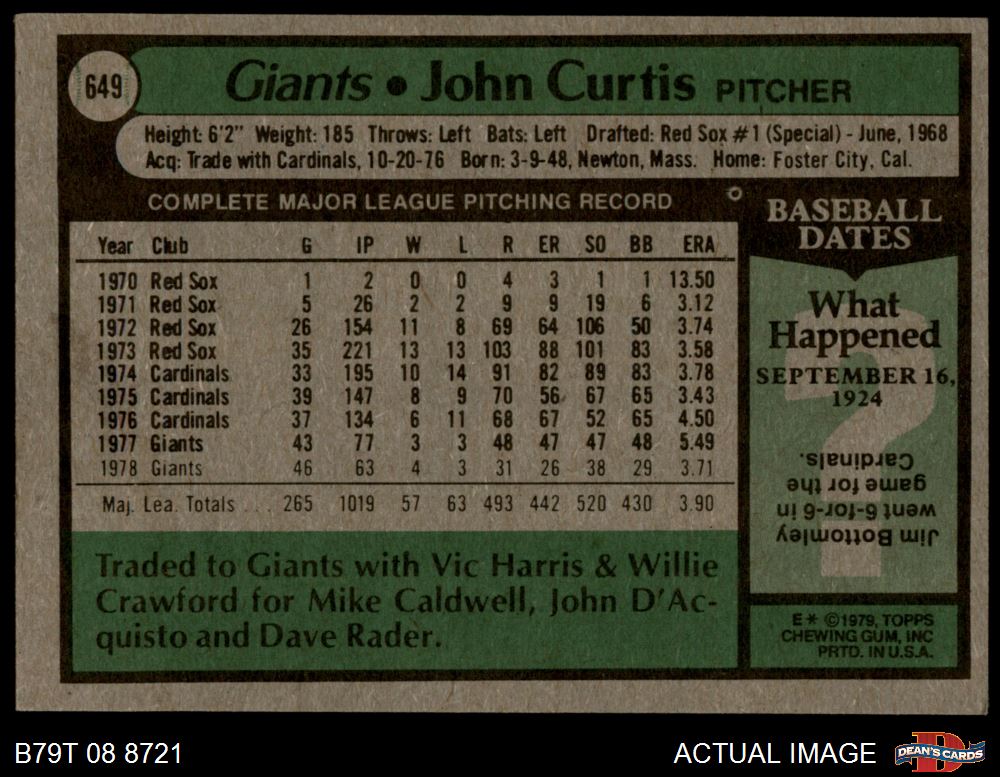 649
Giants • John Curtis PITCHER
Height: 6'2" Weight: 185 Throws: Left Bats: Left Drafted: Red Sox #1 (Special) - June, 1968
Acq: Trade with Cardinals, 10-20-76 Born: 3-9-48, Newton, Mass. Home: Foster City, Cal.
COMPLETE MAJOR LEAGUE PITCHING RECORD
Year Club G IP W L R ER SO BB ERA
1970 Red Sox 1 2 0 0 4 3 1 1 13.50
1971 Red Sox 5 26 2 2 9 9 19 6 3.12
1972 Red Sox 26 154 11 8 69 64 106 50 3.74
1973 Red Sox 35 221 13 13 103 88 101 83 3.58
1974 Cardinals 33 195 10 14 91 82 89 83 3.78
1975 Cardinals 39 147 8 9 70 56 67 65 3.43
1976 Cardinals 37 134 6 11 68 67 52 65 4.50
1977 Giants 43 77 3 3 48 47 47 48 5.49
1978 Giants 46 63 4 3 31 26 38 29 3.71
Maj. Lea. Totals . . . 265 1019 57 63 493 442 520 430 3.90
Traded to Giants with Vic Harris & Willie
Crawford for Mike Caldwell, John D'Ac-
quisto and Dave Rader.
BASEBALL
DATES
What
Happened
SEPTEMBER 16,
1924
?
Jim Bottomley
went 6-for-6 in
game for the
Cardinals.
E* ©1979, TOPPS
CHEWING GUM, INC
PRTD. IN U.S.A.
B79T 08 8721
ACTUAL IMAGE
DEAN'S CARDS